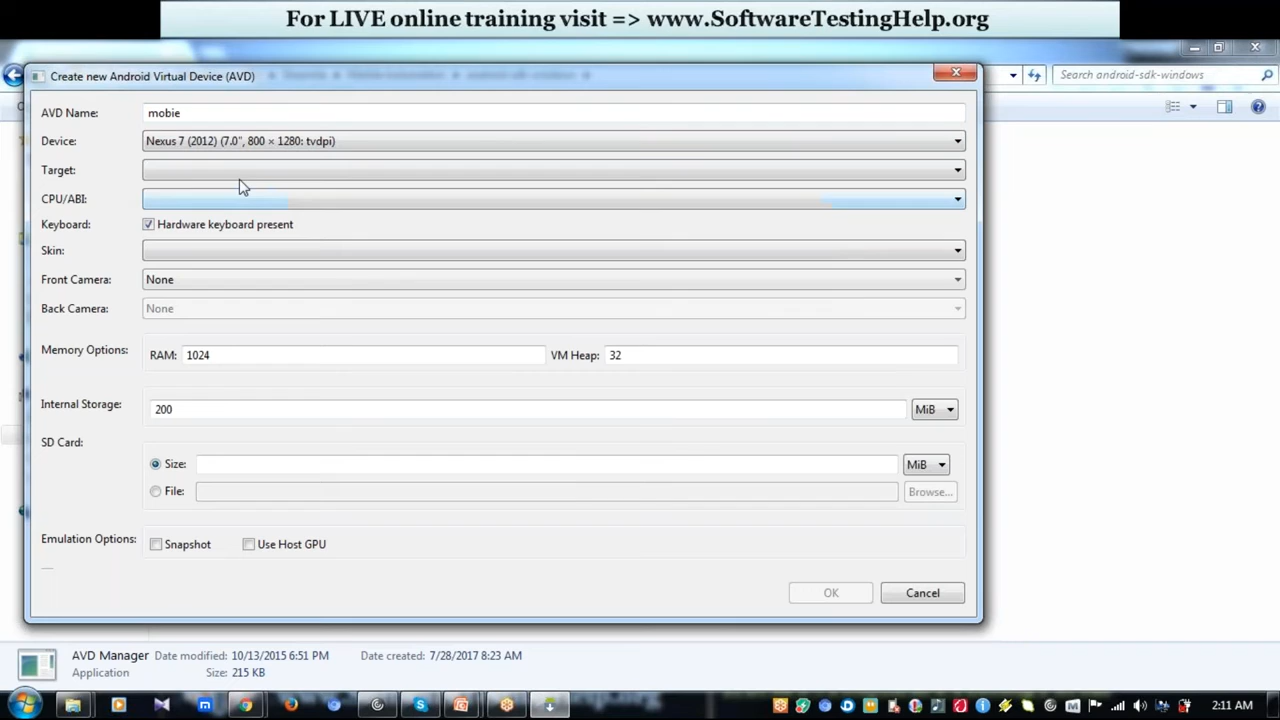 For LIVE online training visit => www.SoftwareTestingHelp.org
Create new Android Virtual Device (AVD)
Search android-sdk-windows
AVD Name: mobie
Device: Nexus 7 (2012) (7.0", 800 × 1280: tvdpi)
Target:
CPU/ABI:
Keyboard: Hardware keyboard present
Skin:
Front Camera: None
Back Camera: None
Memory Options: RAM: 1024 VM Heap: 32
Internal Storage: 200 MiB
SD Card:
Size: MiB
File: Browse...
Emulation Options: Snapshot Use Host GPU
OK Cancel
AVD Manager Date modified: 10/13/2015 6:51 PM Date created: 7/28/2017 8:23 AM
Application Size: 215 KB
2:11 AM